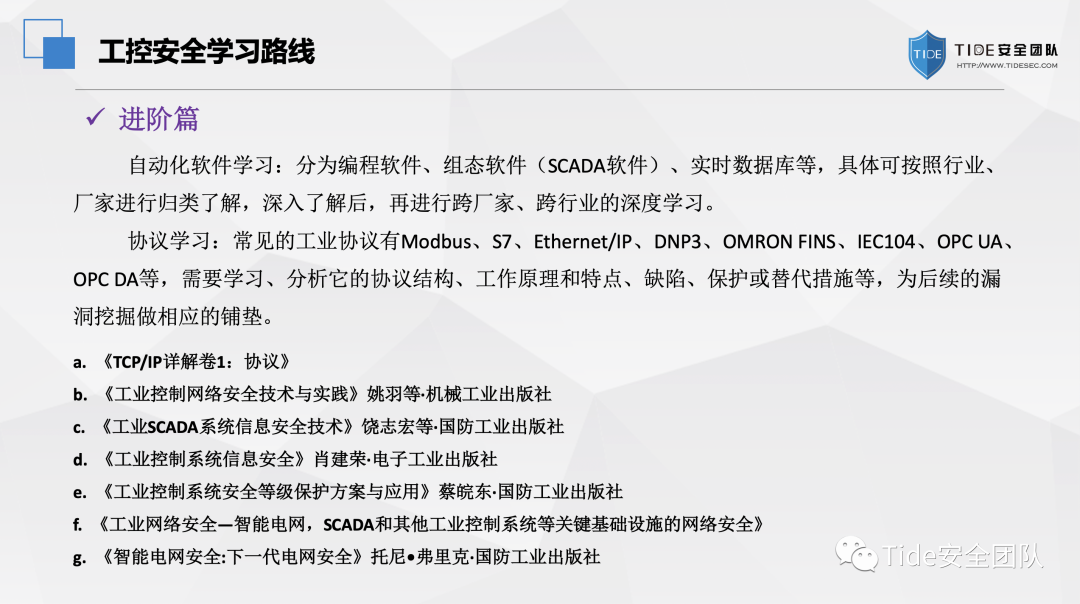 工控安全学习路线
TIDE
TIDE安全团队
HTTP://WWW.TIDESEC.COM
✓ 进阶篇
自动化软件学习：分为编程软件、组态软件（SCADA软件）、实时数据库等，具体可按照行业、
厂家进行归类了解，深入了解后，再进行跨厂家、跨行业的深度学习。
协议学习：常见的工业协议有Modbus、S7、Ethernet/IP、DNP3、OMRON FINS、IEC104、OPC UA、
OPC DA等，需要学习、分析它的协议结构、工作原理和特点、缺陷、保护或替代措施等，为后续的漏
洞挖掘做相应的铺垫。
a. 《TCP/IP详解卷1：协议》
b. 《工业控制网络安全技术与实践》姚羽等·机械工业出版社
c. 《工业SCADA系统信息安全技术》饶志宏等·国防工业出版社
d. 《工业控制系统信息安全》肖建荣·电子工业出版社
e. 《工业控制系统安全等级保护方案与应用》蔡皖东·国防工业出版社
f. 《工业网络安全—智能电网，SCADA和其他工业控制系统等关键基础设施的网络安全》
g. 《智能电网安全:下一代电网安全》托尼•弗里克·国防工业出版社
Tide安全团队